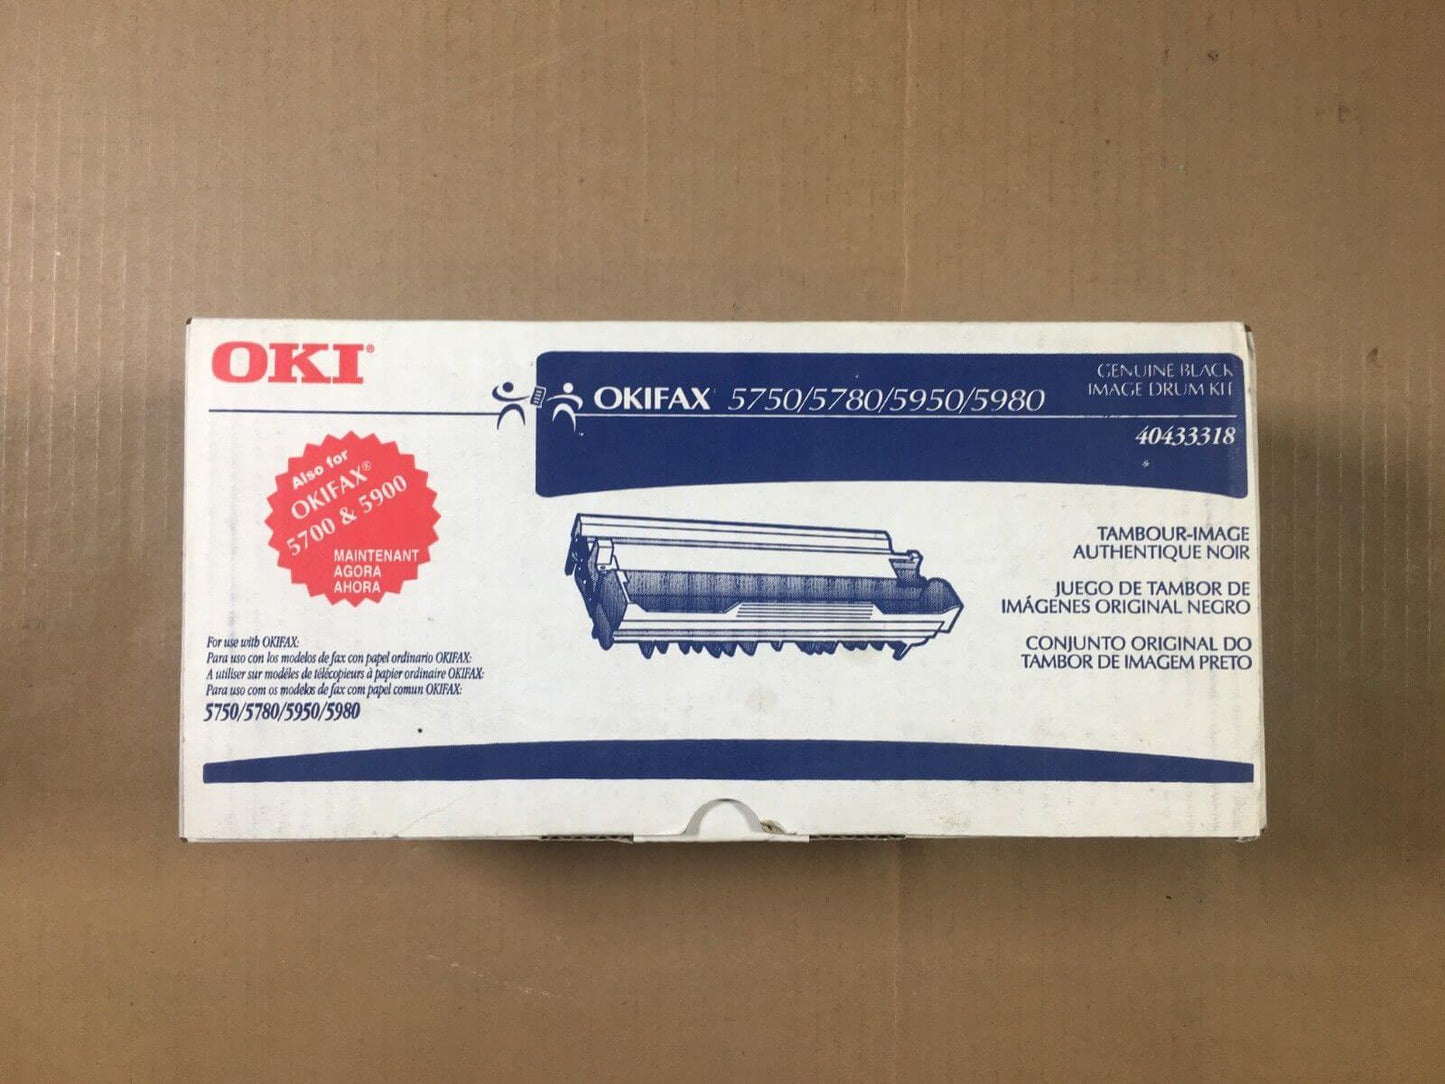 OKI®
OKIFAX® 5750/5780/5950/5980
GENUINE BLACK
IMAGE DRUM KIT
40433318
Also for
OKIFAX®
5700 & 5900
MAINTENANT
AGORA
AHORA
TAMBOUR-IMAGE
AUTHENTIQUE NOIR
JUEGO DE TAMBOR DE
IMÁGENES ORIGINAL NEGRO
CONJUNTO ORIGINAL DO
TAMBOR DE IMAGEM PRETO
For use with OKIFAX:
Para uso con los modelos de fax con papel ordinario OKIFAX:
A utiliser sur modéles de télécopieurs à papier ordinaire OKIFAX:
Para uso com os modelos de fax com papel comun OKIFAX:
5750/5780/5950/5980